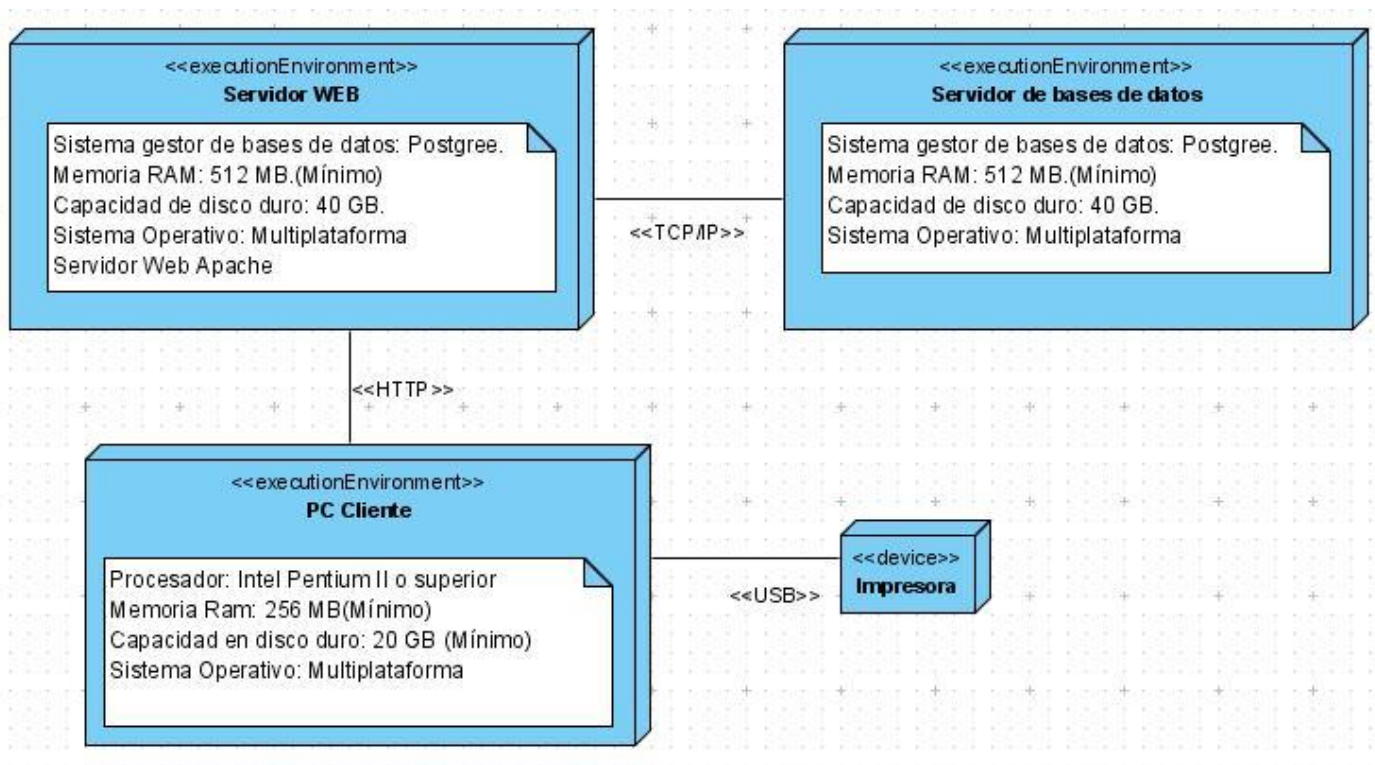 <<executionEnvironment>>
Servidor WEB
Sistema gestor de bases de datos: Postgree.
Memoria RAM: 512 MB.(Mínimo)
Capacidad de disco duro: 40 GB.
Sistema Operativo: Multiplataforma
Servidor Web Apache
<<TCP/IP>>
<<executionEnvironment>>
Servidor de bases de datos
Sistema gestor de bases de datos: Postgree.
Memoria RAM: 512 MB.(Mínimo)
Capacidad de disco duro: 40 GB.
Sistema Operativo: Multiplataforma
<<HTTP>>
<<executionEnvironment>>
PC Cliente
Procesador: Intel Pentium II o superior
Memoria Ram: 256 MB(Mínimo)
Capacidad en disco duro: 20 GB (Mínimo)
Sistema Operativo: Multiplataforma
<<USB>>
<<device>>
Impresora